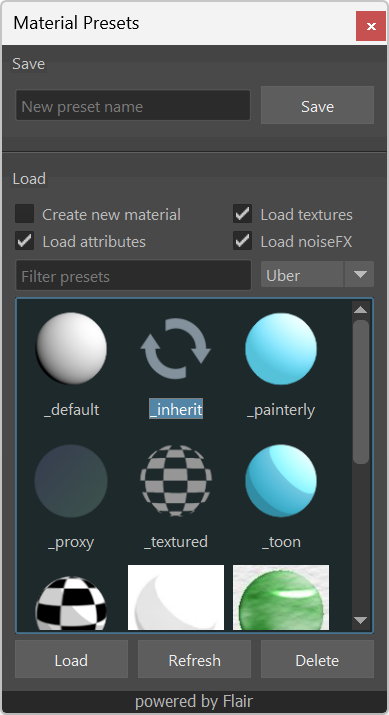 Material Presets
x
Save
New preset name
Save
Load
Create new material
Load textures
Load attributes
Load noiseFX
Filter presets
Uber
_default
_inherit
_painterly
_proxy
_textured
_toon
Load
Refresh
Delete
powered by Flair